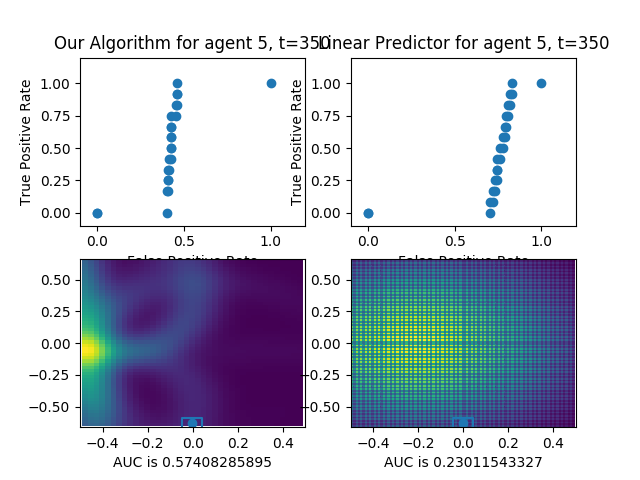 Our Algorithm for agent 5, t=350
Linear Predictor for agent 5, t=350
True Positive Rate
1.00
0.75
0.50
0.25
0.00
0.0 0.5 1.0
False Positive Rate
True Positive Rate
1.00
0.75
0.50
0.25
0.00
0.0 0.5 1.0
False Positive Rate
0.50
0.25
0.00
−0.25
−0.50
−0.4 −0.2 0.0 0.2 0.4
AUC is 0.57408285895
0.50
0.25
0.00
−0.25
−0.50
−0.4 −0.2 0.0 0.2 0.4
AUC is 0.23011543327